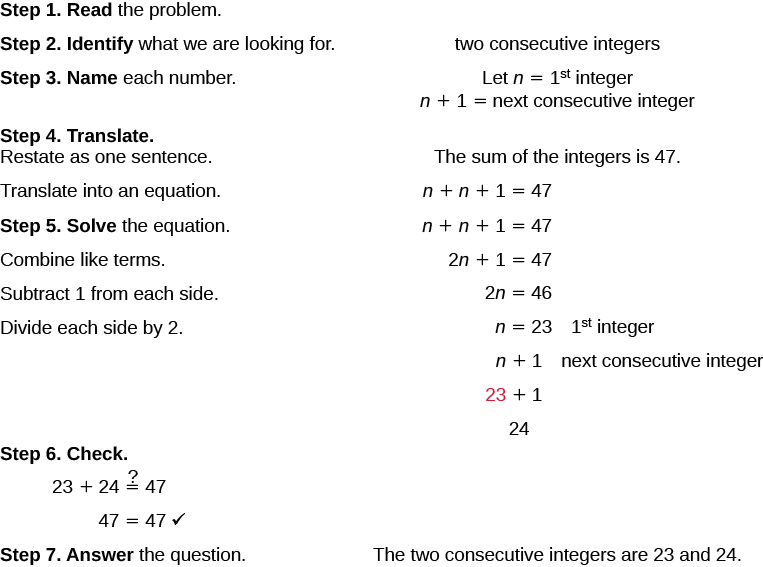 Step 1. Read the problem.
Step 2. Identify what we are looking for. two consecutive integers
Step 3. Name each number. Let n = 1st integer
n + 1 = next consecutive integer
Step 4. Translate.
Restate as one sentence. The sum of the integers is 47.
Translate into an equation. n + n + 1 = 47
Step 5. Solve the equation. n + n + 1 = 47
Combine like terms. 2n + 1 = 47
Subtract 1 from each side. 2n = 46
Divide each side by 2. n = 23 1st integer
n + 1 next consecutive integer
23 + 1
24
Step 6. Check.
23 + 24 ≟ 47
47 = 47 ✓
Step 7. Answer the question. The two consecutive integers are 23 and 24.